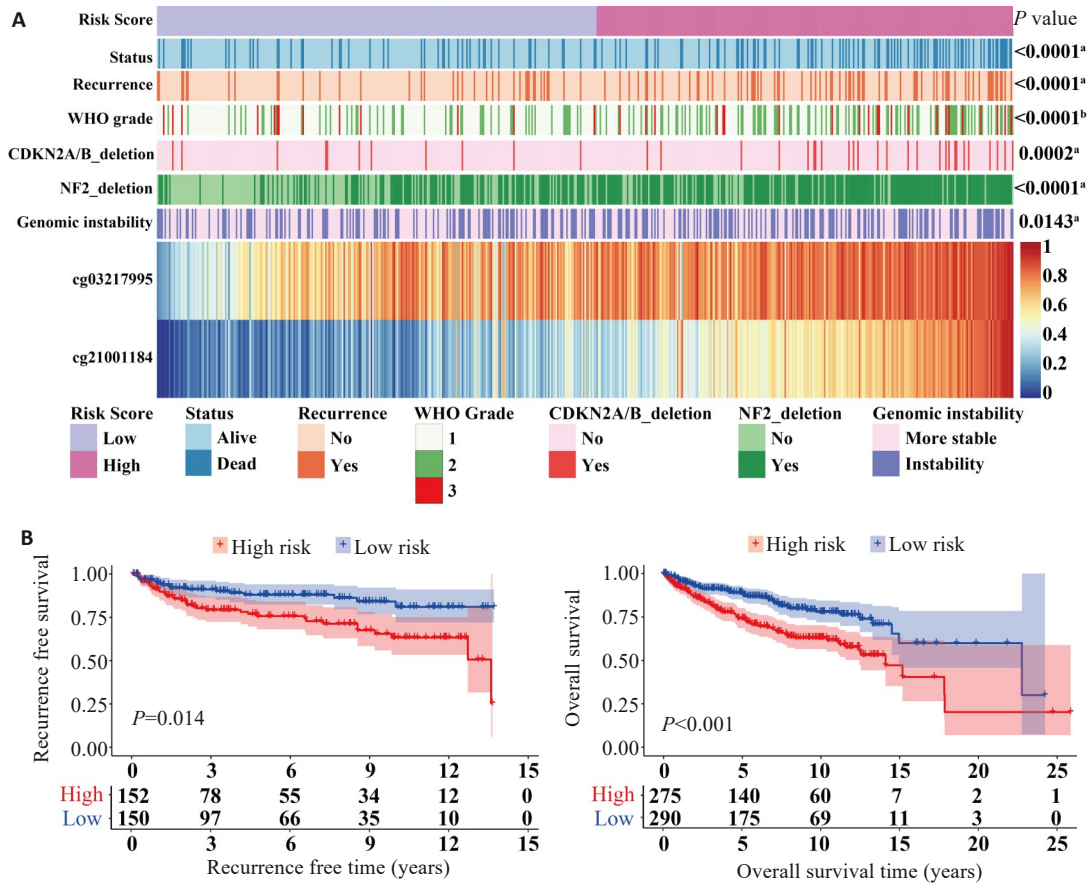 A
Risk Score
P value
Status
<0.0001ᵃ
Recurrence
<0.0001ᵃ
WHO grade
<0.0001ᵇ
CDKN2A/B_deletion
0.0002ᵃ
NF2_deletion
<0.0001ᵃ
Genomic instability
0.0143ᵃ
cg03217995
cg21001184
1
0.8
0.6
0.4
0.2
0
Risk Score
Low
High
Status
Alive
Dead
Recurrence
No
Yes
WHO Grade
1
2
3
CDKN2A/B_deletion
No
Yes
NF2_deletion
No
Yes
Genomic instability
More stable
Instability
B
High risk Low risk
Recurrence free survival
1.00
0.75
0.50
0.25
0.00
P=0.014
0 3 6 9 12 15
High 152 78 55 34 12 0
Low 150 97 66 35 10 0
0 3 6 9 12 15
Recurrence free time (years)
High risk Low risk
Overall survival
1.00
0.75
0.50
0.25
0.00
P<0.001
0 5 10 15 20 25
High 275 140 60 7 2 1
Low 290 175 69 11 3 0
0 5 10 15 20 25
Overall survival time (years)